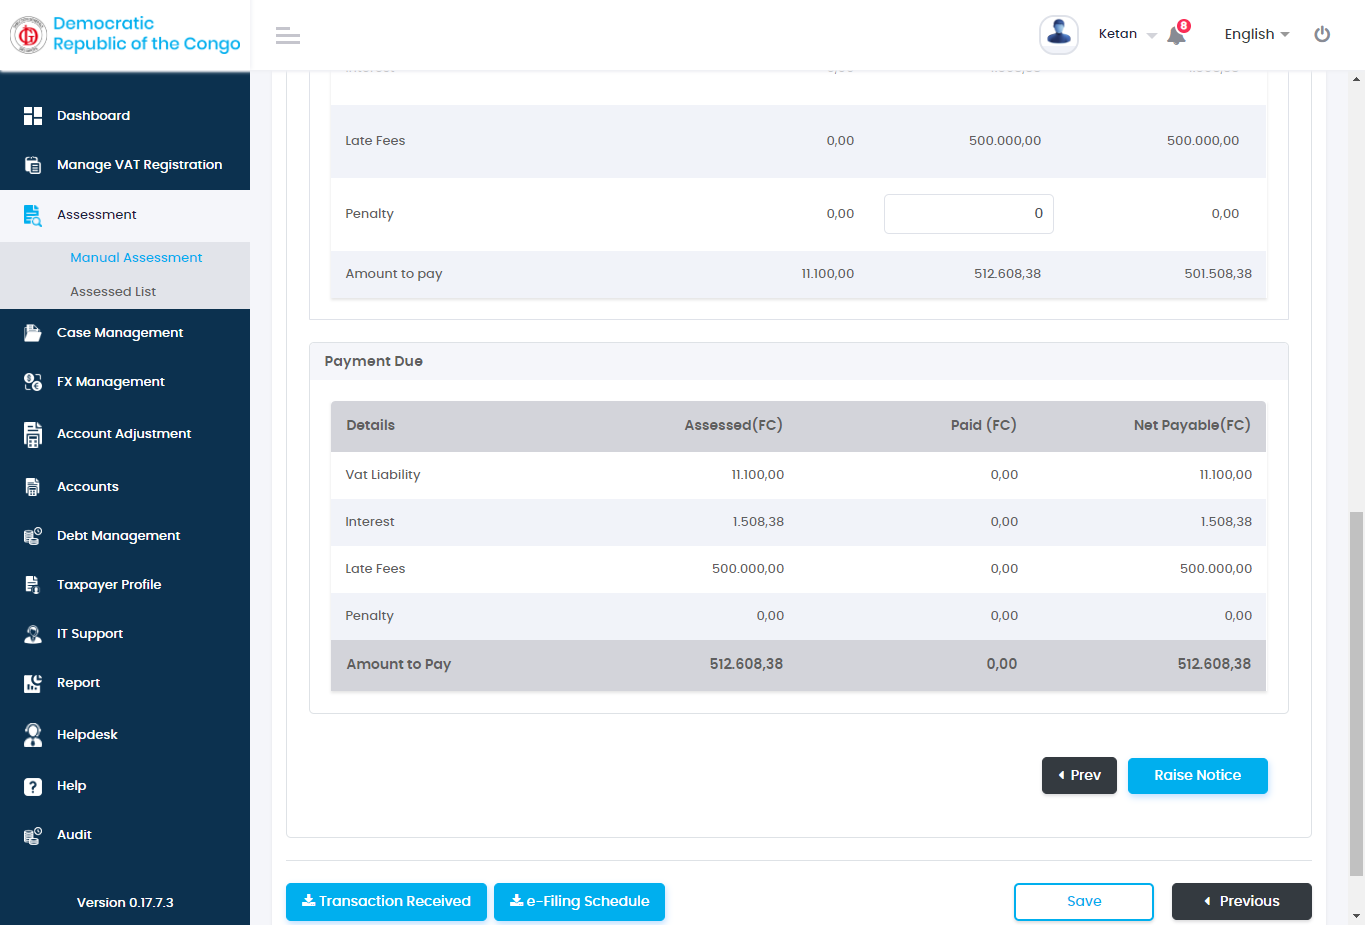 Democratic
Republic of the Congo
Ketan
8
English
Dashboard
Manage VAT Registration
Assessment
Manual Assessment
Assessed List
Case Management
FX Management
Account Adjustment
Accounts
Debt Management
Taxpayer Profile
IT Support
Report
Helpdesk
Help
Audit
Version 0.17.7.3
Late Fees 0,00 500.000,00 500.000,00
Penalty 0,00 0 0,00
Amount to pay 11.100,00 512.608,38 501.508,38
Payment Due
Details Assessed(FC) Paid (FC) Net Payable(FC)
Vat Liability 11.100,00 0,00 11.100,00
Interest 1.508,38 0,00 1.508,38
Late Fees 500.000,00 0,00 500.000,00
Penalty 0,00 0,00 0,00
Amount to Pay 512.608,38 0,00 512.608,38
Prev Raise Notice
Transaction Received e-Filing Schedule Save Previous